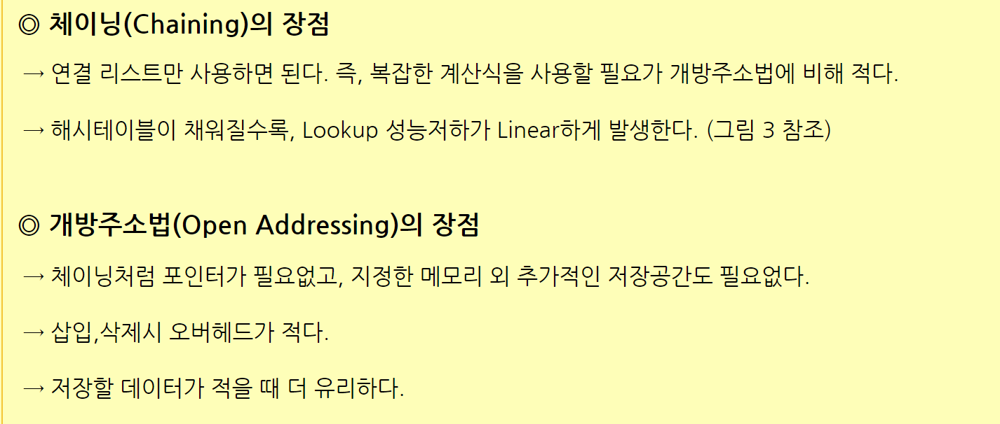 ◎ 체이닝(Chaining)의 장점
→ 연결 리스트만 사용하면 된다. 즉, 복잡한 계산식을 사용할 필요가 개방주소법에 비해 적다.
→ 해시테이블이 채워질수록, Lookup 성능저하가 Linear하게 발생한다. (그림 3 참조)
◎ 개방주소법(Open Addressing)의 장점
→ 체이닝처럼 포인터가 필요없고, 지정한 메모리 외 추가적인 저장공간도 필요없다.
→ 삽입,삭제시 오버헤드가 적다.
→ 저장할 데이터가 적을 때 더 유리하다.